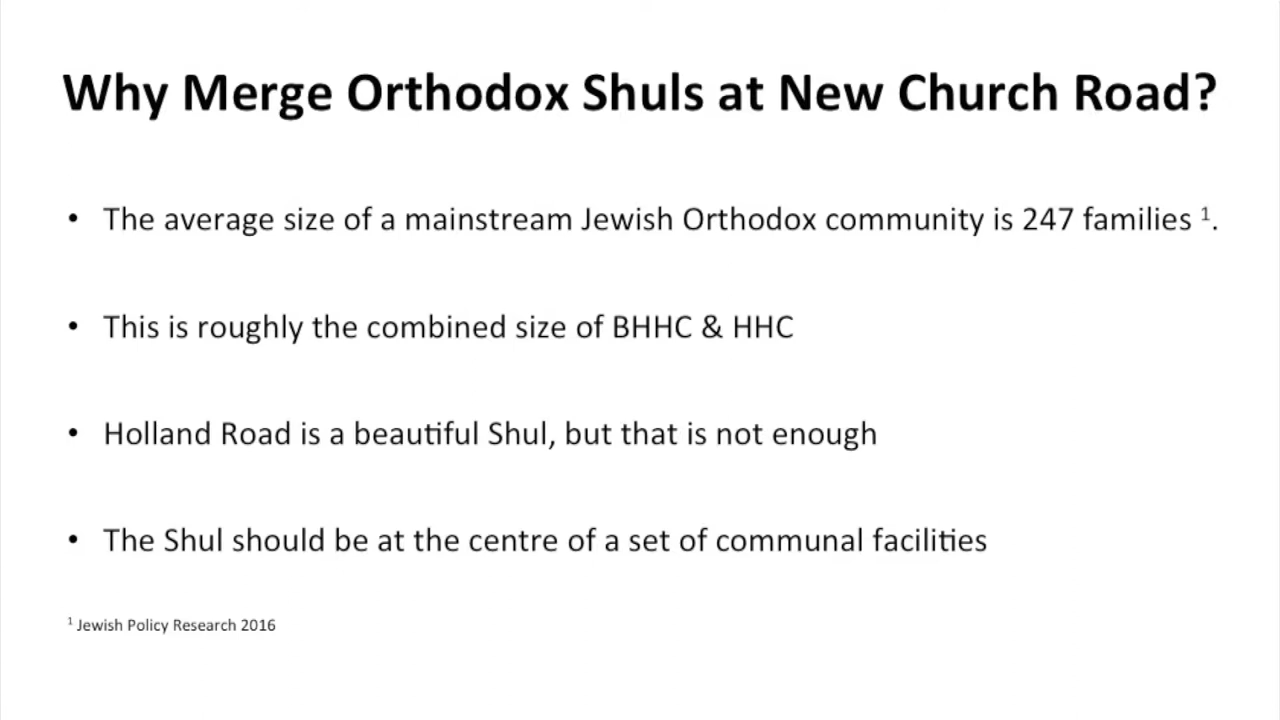 Why Merge Orthodox Shuls at New Church Road?
• The average size of a mainstream Jewish Orthodox community is 247 families ¹.
• This is roughly the combined size of BHHC & HHC
• Holland Road is a beautiful Shul, but that is not enough
• The Shul should be at the centre of a set of communal facilities
¹ Jewish Policy Research 2016